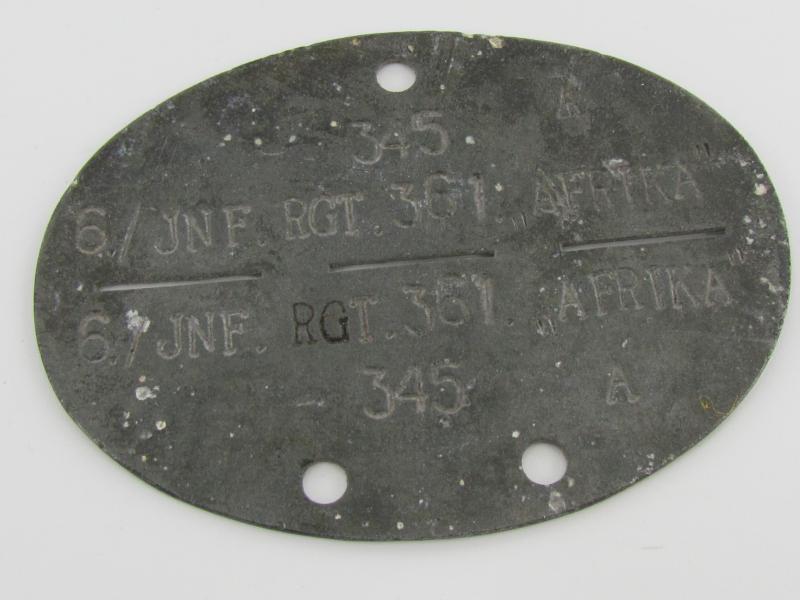 345 A
6./JNF. RGT. 361. „AFRIKA"
6./JNF. RGT. 361. „AFRIKA"
345 A